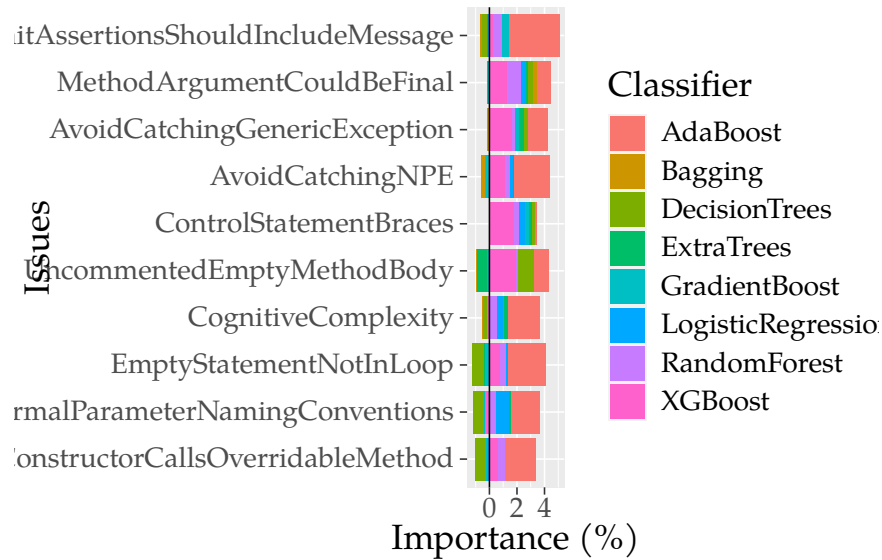 itAssertionsShouldIncludeMessage
MethodArgumentCouldBeFinal
AvoidCatchingGenericException
AvoidCatchingNPE
ControlStatementBraces
UncommentedEmptyMethodBody
CognitiveComplexity
EmptyStatementNotInLoop
rmalParameterNamingConventions
ConstructorCallsOverridableMethod
Issues
0 2 4
Importance (%)
Classifier
AdaBoost
Bagging
DecisionTrees
ExtraTrees
GradientBoost
LogisticRegression
RandomForest
XGBoost